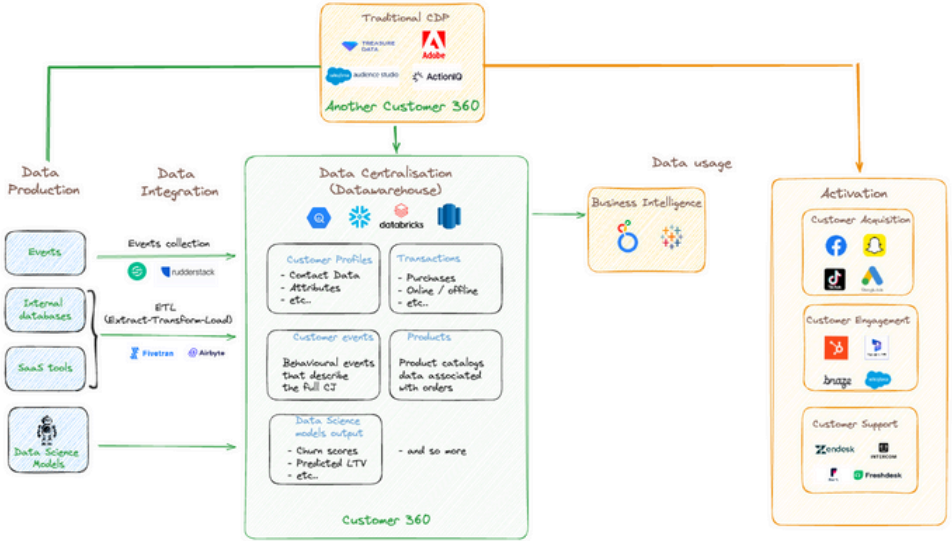 Traditional CDP
TREASURE
DATA
Adobe
audience studio
ActionIQ
Another Customer 360
Data
Production
Data
Integration
Data Centralisation
(Datawarehouse)
databricks
Data usage
Business Intelligence
Activation
Customer Acquisition
Google Ads
Customer Engagement
braze
Customer Support
zendesk
INTERCOM
Freshdesk
Events
Events collection
rudderstack
Internal
databases
ETL
(Extract-Transform-Load)
Fivetran
Airbyte
SaaS tools
Data Science
Models
Customer Profiles
- Contact Data
- Attributes
- etc..
Transactions
- Purchases
- Online / offline
- etc..
Customer events
Behavioural events
that describe
the full CJ
Products
Product catalogs
data associated
with orders
Data Science
models output
- Churn scores
- Predicted LTV
- etc..
- and so more
Customer 360